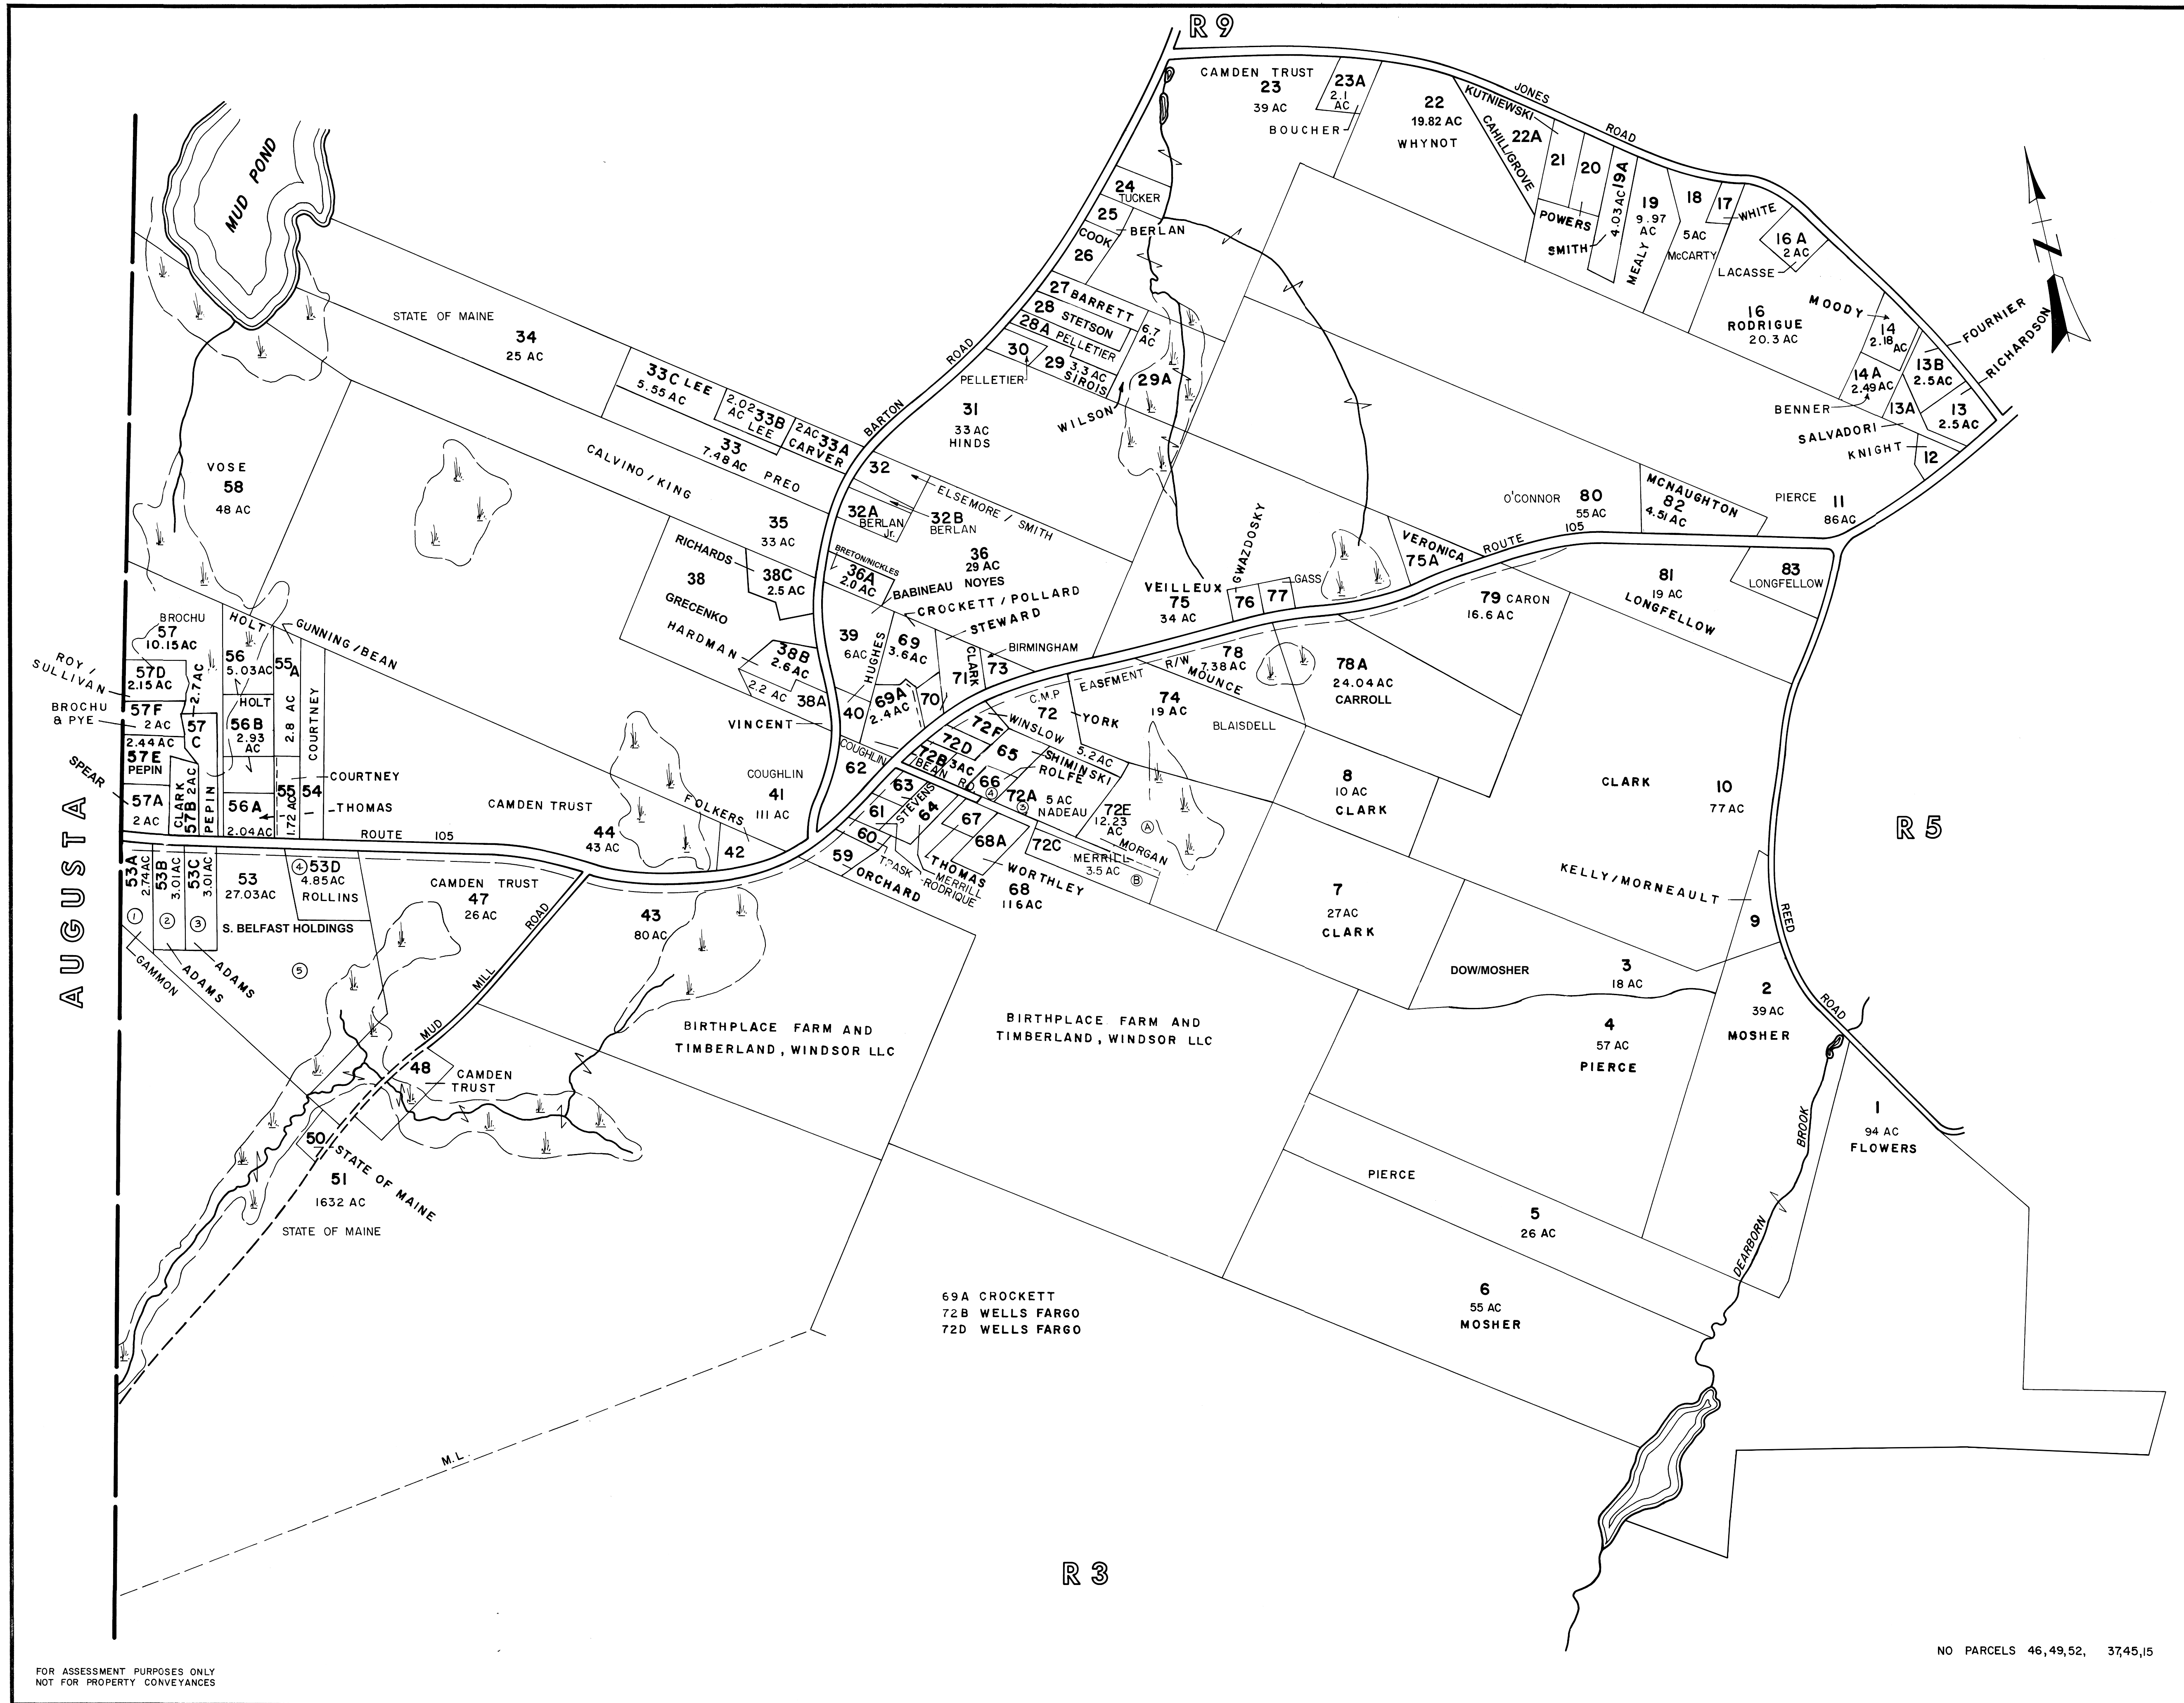 R 9
CAMDEN TRUST
23
39 AC
23A
2.1
AC
BOUCHER
22
19.82 AC
WHYNOT
KUTNIEWSKI
JONES
ROAD
CAHILL/GROVE
22A
21
20
POWERS
SMITH
4.03 AC 19A
19
9.97
AC
MEALY
18
5 AC
McCARTY
17
WHITE
16 A
2 AC
LACASSE
16
RODRIGUE
20.3 AC
MOODY
14
2.18
AC
14 A
2.49 AC
BENNER
FOURNIER
RICHARDSON
13B
2.5 AC
13A
13
2.5 AC
SALVADORI
KNIGHT
12
N
MUD POND
24
TUCKER
25
COOK
BERLAN
26
27 BARRETT
28 STETSON
28 A PELLETIER
6.7
AC
30
PELLETIER
29 3.3 AC
SIROIS
29A
WILSON
31
33 AC
HINDS
BARTON
ROAD
STATE OF MAINE
34
25 AC
33C LEE
5.55 AC
2.02
AC 33B
LEE
2 AC 33A
CARVER
33
7.48 AC PREO
CALVINO / KING
32
ELSEMORE / SMITH
32A
BERLAN
Jr.
32B
BERLAN
35
33 AC
VOSE
58
48 AC
RICHARDS
38
GRECENKO
HARDMAN
38C
2.5 AC
BRETON/NICKLES
36A
2.0 AC
36
29 AC
NOYES
BABINEAU
CROCKETT / POLLARD
STEWARD
BIRMINGHAM
38B
2.6 AC
2.2 AC
38A
VINCENT
39
6 AC
HUGHES
69
3.6 AC
69A
2.4 AC
70
CLARK
71
73
40
VEILLEUX
75
34 AC
GWAZDOSKY
76
77
GASS
VERONICA
75A
ROUTE
105
O'CONNOR
80
55 AC
MCNAUGHTON
82
4.51 AC
PIERCE
11
86 AC
81
19 AC
LONGFELLOW
83
LONGFELLOW
79 CARON
16.6 AC
78
7.38 AC
MOUNCE
78A
24.04 AC
CARROLL
C.M.P
EASEMENT
R/W
72
YORK
74
19 AC
BLAISDELL
WINSLOW
5.2 AC
72 F
72D
72B
3 AC
65
SHIMINSKI
ROLFE
66
4
72A
3
5 AC
NADEAU
72E
12.23
AC
A
MORGAN
72C
MERRILL
3.5 AC
B
BEAN RD
COUGHLIN
62
63
61
60
59
STEVENS
64
67
68A
WORTHLEY
68
116 AC
THOMAS
MERRILL
RODRIQUE
TRASK
ORCHARD
COUGHLIN
41
111 AC
FOLKERS
42
CAMDEN TRUST
44
43 AC
BROCHU
57
10.15 AC
ROY /
SULLIVAN
57D
2.15 AC
BROCHU
& PYE
57F
2 AC
2.44 AC
57E
PEPIN
SPEAR
57A
2 AC
2.7 AC
57
C
CLARK
57B 2 AC
PEPIN
HOLT
56
5.03 AC
HOLT
56B
2.93
AC
56A
2.04 AC
55
A
2.8 AC
COURTNEY
GUNNING/BEAN
COURTNEY
55
54
1.72 AC
THOMAS
ROUTE 105
AUGUSTA
53A
2.74 AC
1
53B
3.01 AC
2
53C
3.01 AC
3
53
27.03 AC
4
53D
4.85 AC
ROLLINS
S. BELFAST HOLDINGS
5
GAMMON
ADAMS
ADAMS
CAMDEN TRUST
47
26 AC
MUD
MILL
ROAD
43
80 AC
48
CAMDEN
TRUST
50
STATE OF MAINE
51
1632 AC
STATE OF MAINE
BIRTHPLACE FARM AND
TIMBERLAND, WINDSOR LLC
BIRTHPLACE FARM AND
TIMBERLAND, WINDSOR LLC
8
10 AC
CLARK
7
27 AC
CLARK
CLARK
10
77 AC
R 5
KELLY/MORNEAULT
9
REED
ROAD
DOW/MOSHER
3
18 AC
2
39 AC
MOSHER
4
57 AC
PIERCE
1
94 AC
FLOWERS
PIERCE
5
26 AC
6
55 AC
MOSHER
DEARBORN
BROOK
69A CROCKETT
72B WELLS FARGO
72D WELLS FARGO
M.L.
R 3
FOR ASSESSMENT PURPOSES ONLY
NOT FOR PROPERTY CONVEYANCES
NO PARCELS 46,49,52, 37,45,15